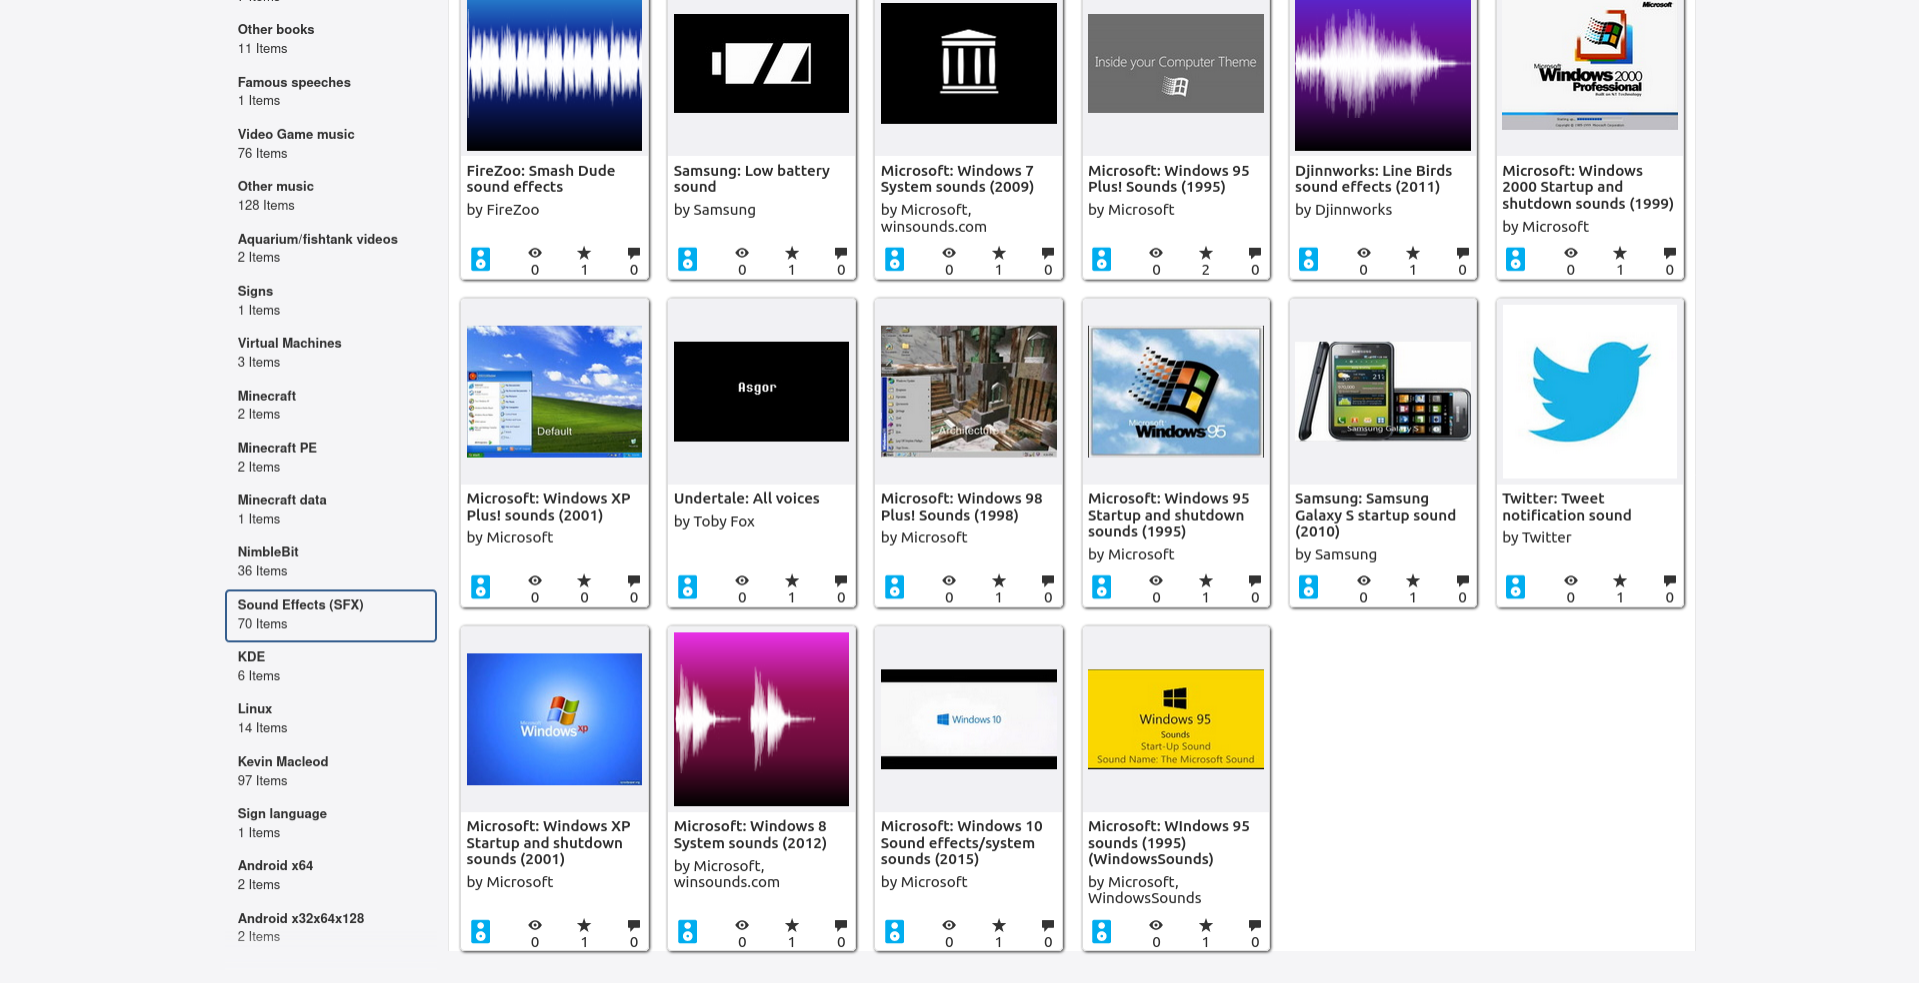 Other books
11 Items
Famous speeches
1 Items
Video Game music
76 Items
Other music
128 Items
Aquarium/fishtank videos
2 Items
Signs
1 Items
Virtual Machines
3 Items
Minecraft
2 Items
Minecraft PE
2 Items
Minecraft data
1 Items
NimbleBit
36 Items
Sound Effects (SFX)
70 Items
KDE
6 Items
Linux
14 Items
Kevin Macleod
97 Items
Sign language
1 Items
Android x64
2 Items
Android x32x64x128
2 Items
FireZoo: Smash Dude
sound effects
by FireZoo
0 1 0
Samsung: Low battery
sound
by Samsung
0 1 0
Microsoft: Windows 7
System sounds (2009)
by Microsoft,
winsounds.com
0 1 0
Inside your Computer Theme
Microsoft: Windows 95
Plus! Sounds (1995)
by Microsoft
0 2 0
Djinnworks: Line Birds
sound effects (2011)
by Djinnworks
0 1 0
Microsoft
Microsoft
Windows 2000
Professional
Built on NT Technology
Microsoft: Windows
2000 Startup and
shutdown sounds (1999)
by Microsoft
0 1 0
Default
Microsoft: Windows XP
Plus! sounds (2001)
by Microsoft
0 0 0
Asgor
Undertale: All voices
by Toby Fox
0 1 0
Architecture
Microsoft: Windows 98
Plus! Sounds (1998)
by Microsoft
0 1 0
Microsoft
Windows 95
Microsoft: Windows 95
Startup and shutdown
sounds (1995)
by Microsoft
0 1 0
Samsung Galaxy S
Samsung: Samsung
Galaxy S startup sound
(2010)
by Samsung
0 1 0
Twitter: Tweet
notification sound
by Twitter
0 1 0
Microsoft
Windows xp
Microsoft: Windows XP
Startup and shutdown
sounds (2001)
by Microsoft
0 1 0
Microsoft: Windows 8
System sounds (2012)
by Microsoft,
winsounds.com
0 1 0
Windows 10
Microsoft: Windows 10
Sound effects/system
sounds (2015)
by Microsoft
0 1 0
Windows 95
Sounds
Start-Up Sound
Sound Name: The Microsoft Sound
Microsoft: WIndows 95
sounds (1995)
(WindowsSounds)
by Microsoft,
WindowsSounds
0 1 0